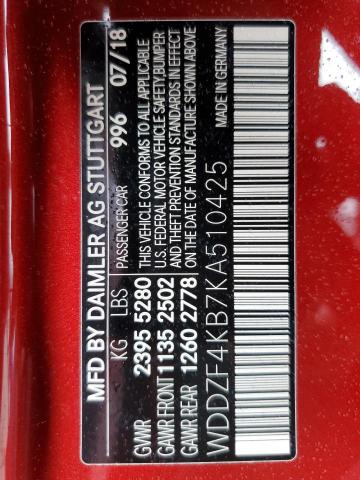 MFD BY DAIMLER AG STUTTGART
KG LBS PASSENGER CAR 996 07/18
GVWR 2395 5280
GAWR FRONT 1135 2502
GAWR REAR 1260 2778
THIS VEHICLE CONFORMS TO ALL APPLICABLE
U.S. FEDERAL MOTOR VEHICLE SAFETY,BUMPER
AND THEFT PREVENTION STANDARDS IN EFFECT
ON THE DATE OF MANUFACTURE SHOWN ABOVE
MADE IN GERMANY
WDDZF4KB7KA510425